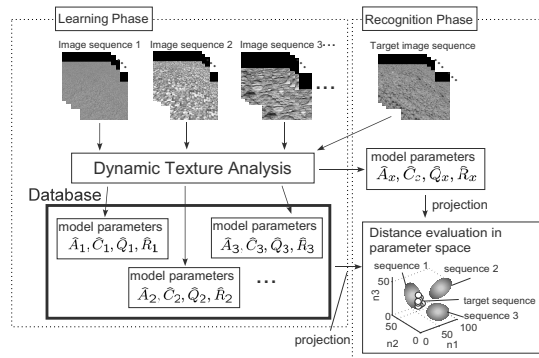 Learning Phase
Recognition Phase
Image sequence 1
Image sequence 2
Image sequence 3
Target image sequence
Dynamic Texture Analysis
model parameters
Âₓ, Ĉₓ, Q̂ₓ, R̂ₓ
projection
Database
model parameters
Â₁, Ĉ₁, Q̂₁, R̂₁
model parameters
Â₃, Ĉ₃, Q̂₃, R̂₃
model parameters
Â₂, Ĉ₂, Q̂₂, R̂₂
...
projection
Distance evaluation in
parameter space
sequence 1
sequence 2
target sequence
sequence 3
n3
50
0
50
n2
0
0
50
n1
100